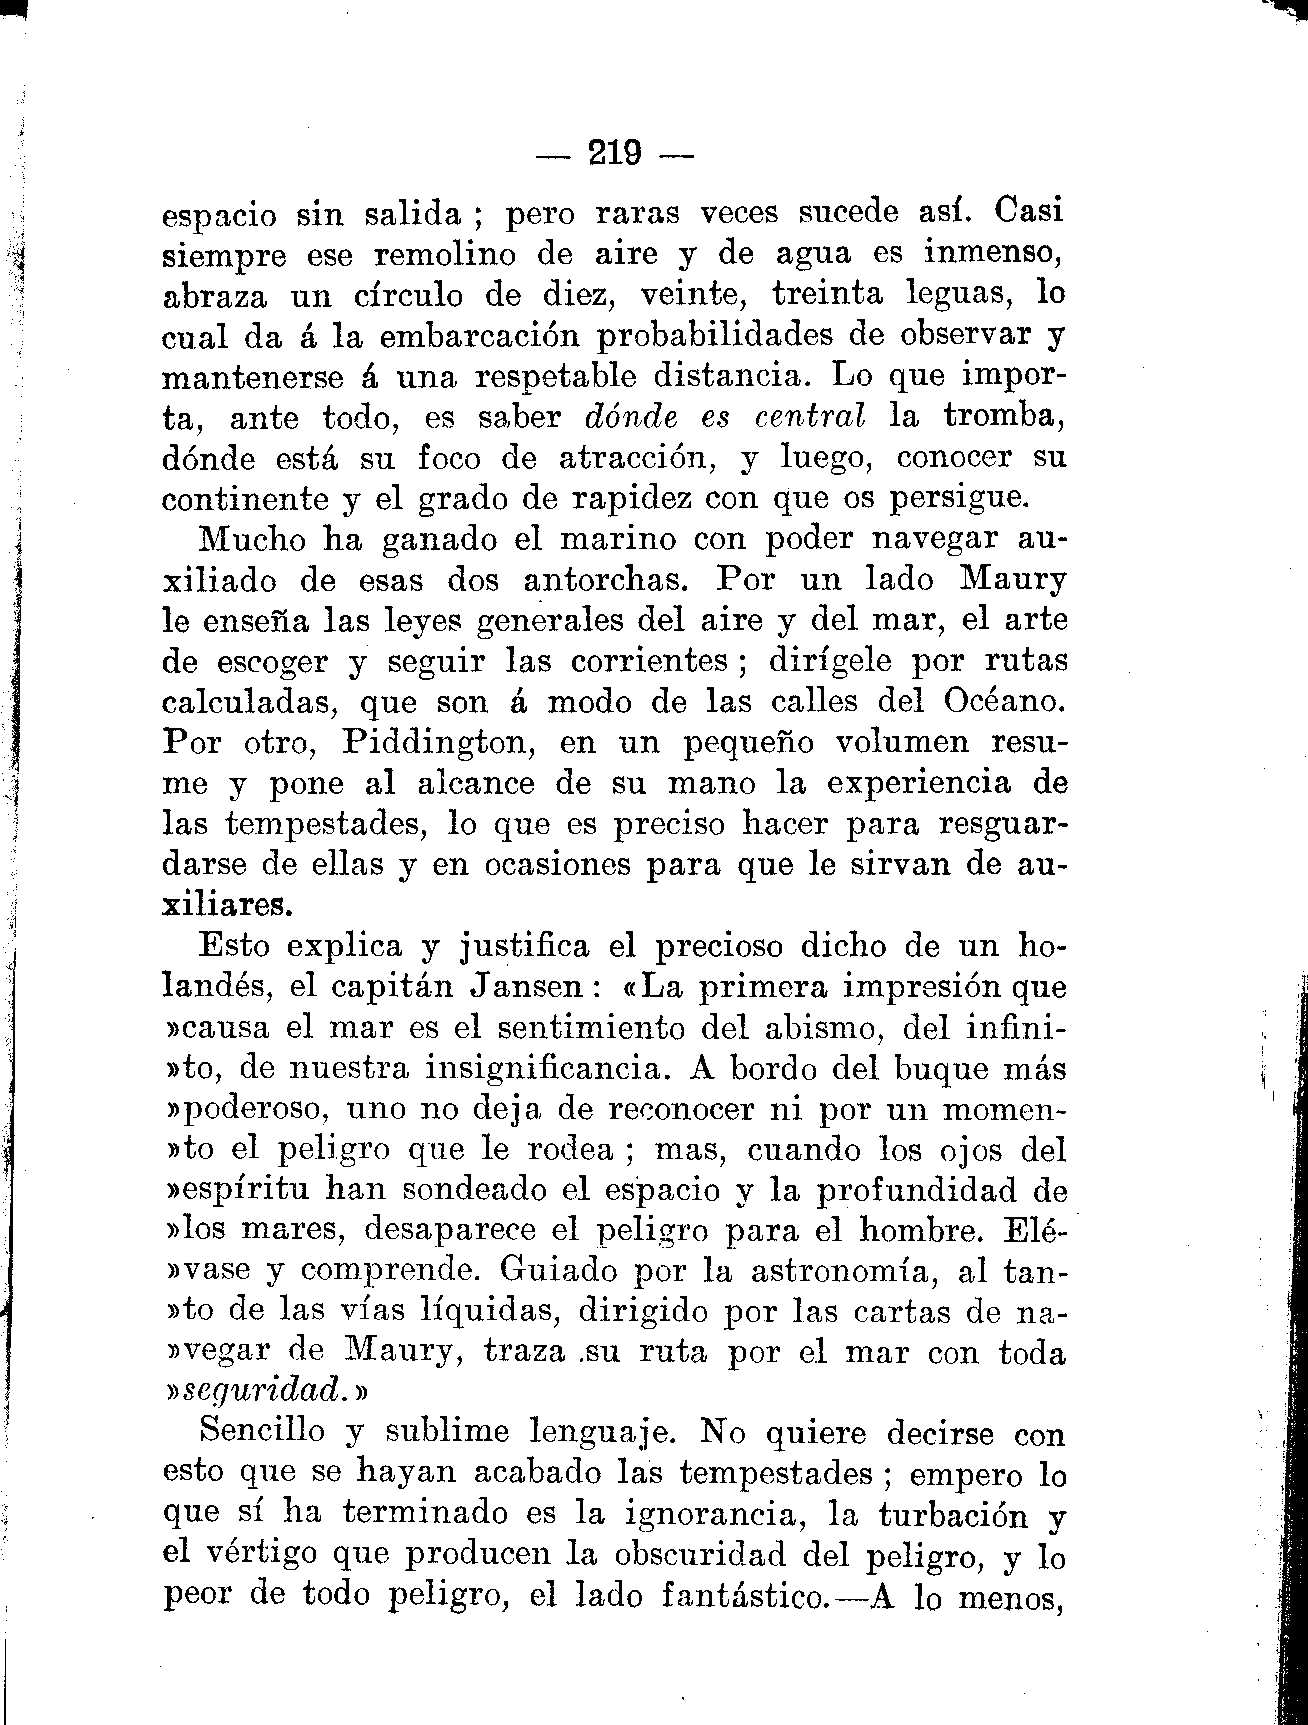 — 219 —
espacio sin salida ; pero raras veces sucede así. Casi
siempre ese remolino de aire y de agua es inmenso,
abraza un círculo de diez, veinte, treinta leguas, lo
cual da á la embarcación probabilidades de observar y
mantenerse á una respetable distancia. Lo que impor-
ta, ante todo, es saber dónde es central la tromba,
dónde está su foco de atracción, y luego, conocer su
continente y el grado de rapidez con que os persigue.
Mucho ha ganado el marino con poder navegar au-
xiliado de esas dos antorchas. Por un lado Maury
le enseña las leyes generales del aire y del mar, el arte
de escoger y seguir las corrientes ; dirígele por rutas
calculadas, que son á modo de las calles del Océano.
Por otro, Piddington, en un pequeño volumen resu-
me y pone al alcance de su mano la experiencia de
las tempestades, lo que es preciso hacer para resguar-
darse de ellas y en ocasiones para que le sirvan de au-
xiliares.
Esto explica y justifica el precioso dicho de un ho-
landés, el capitán Jansen : «La primera impresión que
»causa el mar es el sentimiento del abismo, del infini-
»to, de nuestra insignificancia. A bordo del buque más
»poderoso, uno no deja de reconocer ni por un momen-
»to el peligro que le rodea ; mas, cuando los ojos del
»espíritu han sondeado el espacio y la profundidad de
»los mares, desaparece el peligro para el hombre. Elé-
»vase y comprende. Guiado por la astronomía, al tan-
»to de las vías líquidas, dirigido por las cartas de na-
»vegar de Maury, traza su ruta por el mar con toda
»seguridad.»
Sencillo y sublime lenguaje. No quiere decirse con
esto que se hayan acabado las tempestades ; empero lo
que sí ha terminado es la ignorancia, la turbación y
el vértigo que producen la obscuridad del peligro, y lo
peor de todo peligro, el lado fantástico.—A lo menos,